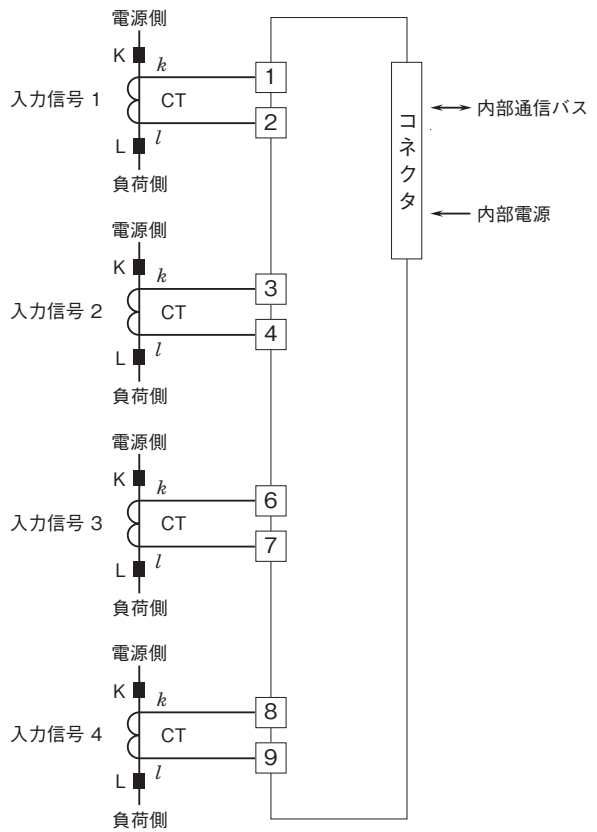 電源側
K
k
1
入力信号 1
CT
2
L
l
負荷側
コネクタ
内部通信バス
内部電源
電源側
K
k
3
入力信号 2
CT
4
L
l
負荷側
電源側
K
k
6
入力信号 3
CT
7
L
l
負荷側
電源側
K
k
8
入力信号 4
CT
9
L
l
負荷側